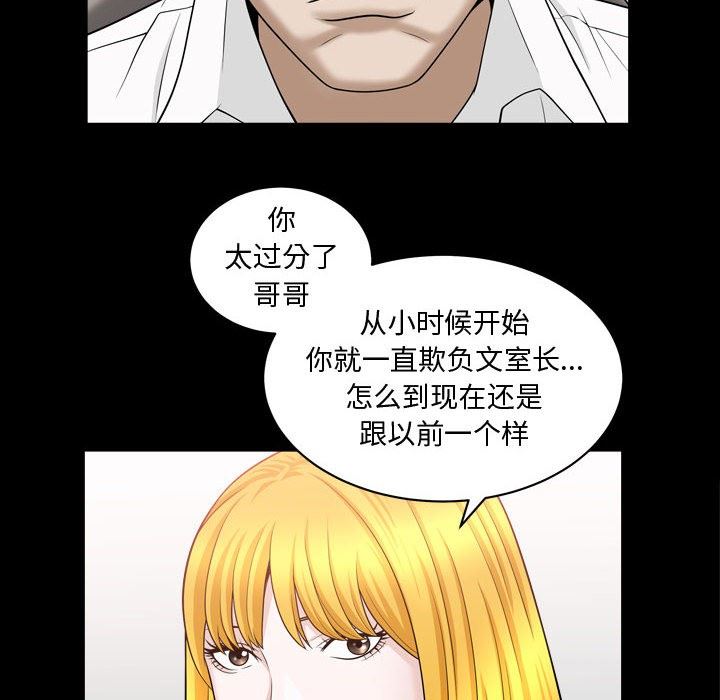 你
太过分了
哥哥
从小时候开始
你就一直欺负文室长...
怎么到现在还是
跟以前一个样